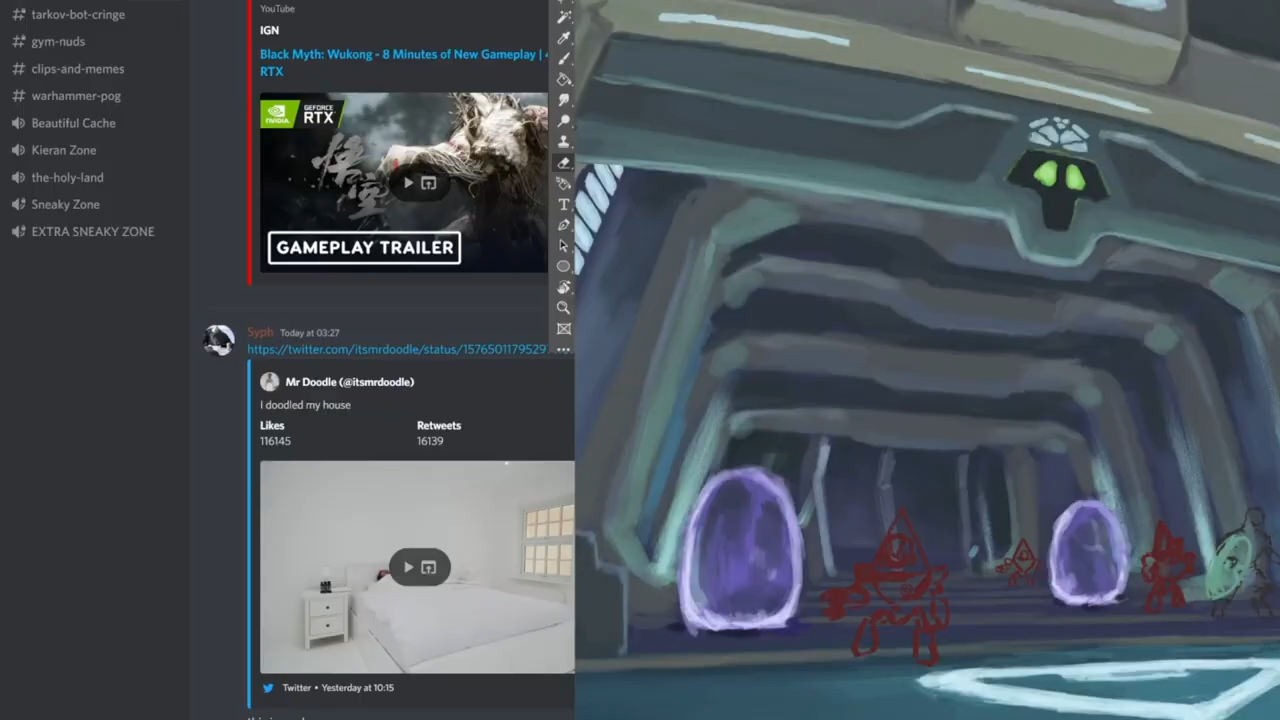 tarkov-bot-cringe
gym-nuds
clips-and-memes
warhammer-pog
Beautiful Cache
Kieran Zone
the-holy-land
Sneaky Zone
EXTRA SNEAKY ZONE
YouTube
IGN
Black Myth: Wukong - 8 Minutes of New Gameplay |
RTX
NVIDIA
GEFORCE
RTX
悟
空
GAMEPLAY TRAILER
Syph Today at 03:27
https://twitter.com/itsmrdoodle/status/1576501179529
Mr Doodle (@itsmrdoodle)
I doodled my house
Likes Retweets
116145 16139
Twitter • Yesterday at 10:15